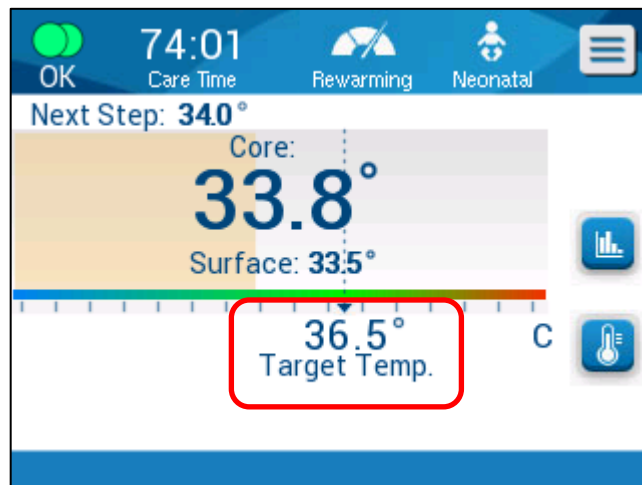 OK
74:01
Care Time
Rewarming
Neonatal
Next Step: 34.0°
Core:
33.8°
Surface: 33.5°
36.5°
Target Temp.
C